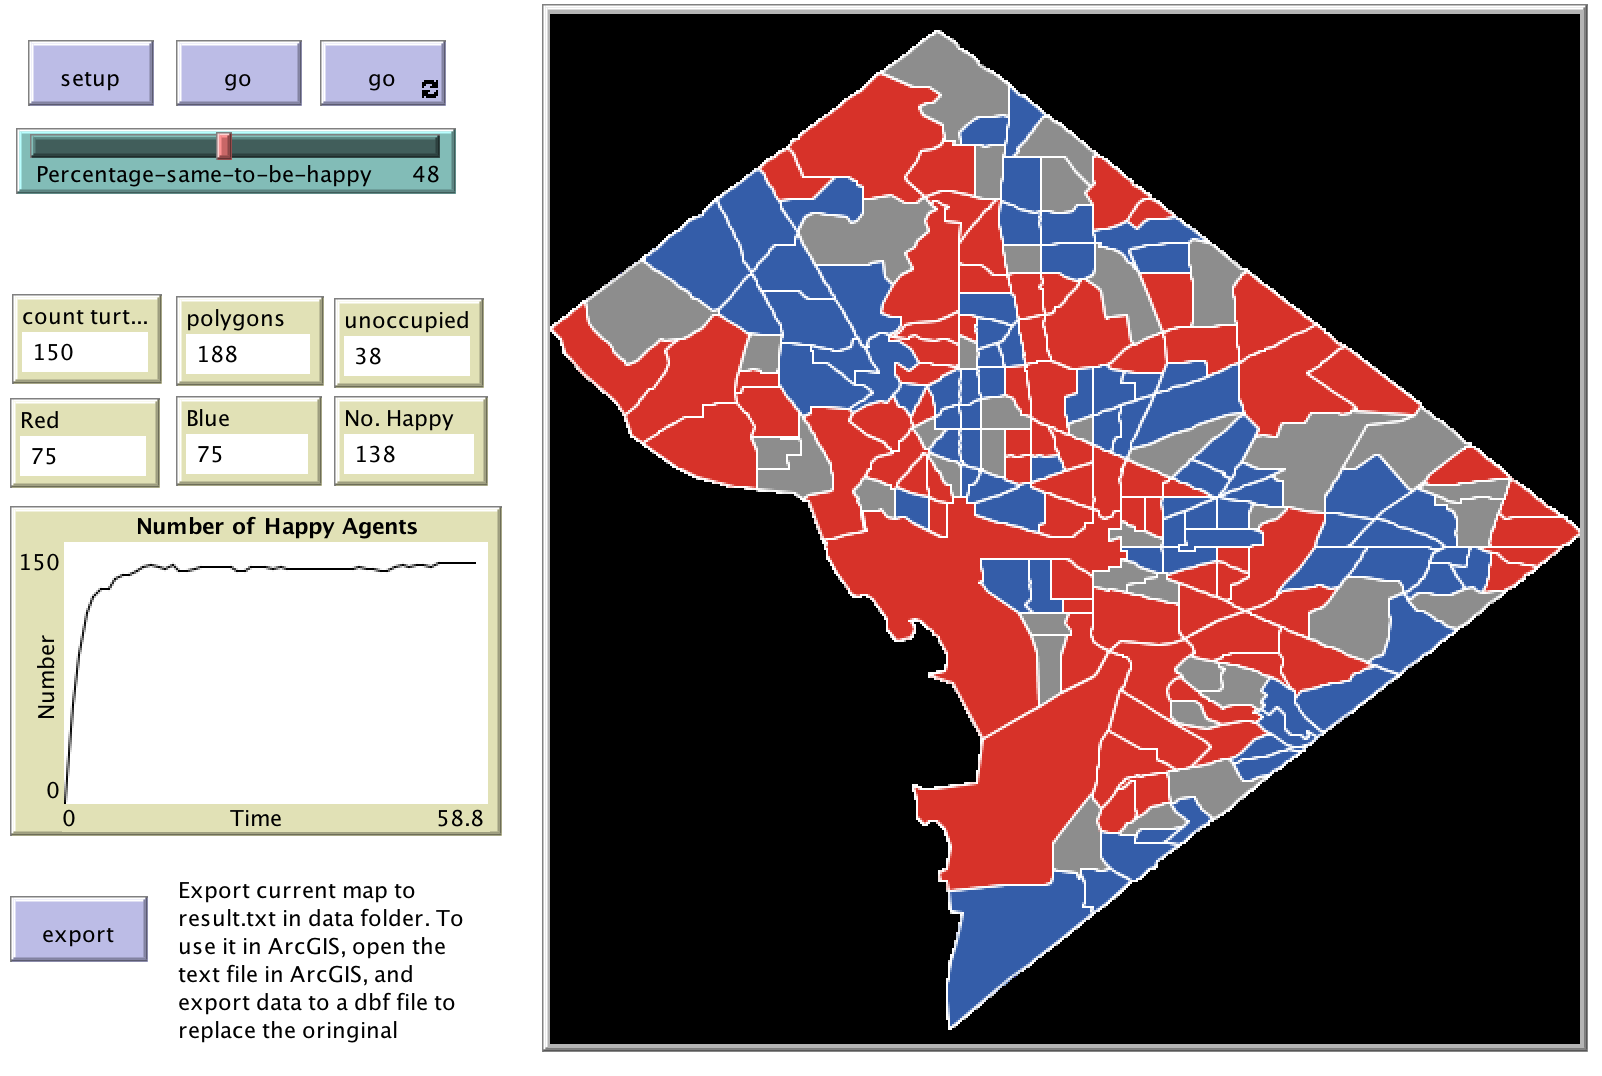 setup
go
go
Percentage-same-to-be-happy 48
count turt...
150
polygons
188
unoccupied
38
Red
75
Blue
75
No. Happy
138
Number of Happy Agents
150
Number
0
0
Time
58.8
export
Export current map to
result.txt in data folder. To
use it in ArcGIS, open the
text file in ArcGIS, and
export data to a dbf file to
replace the oringinal